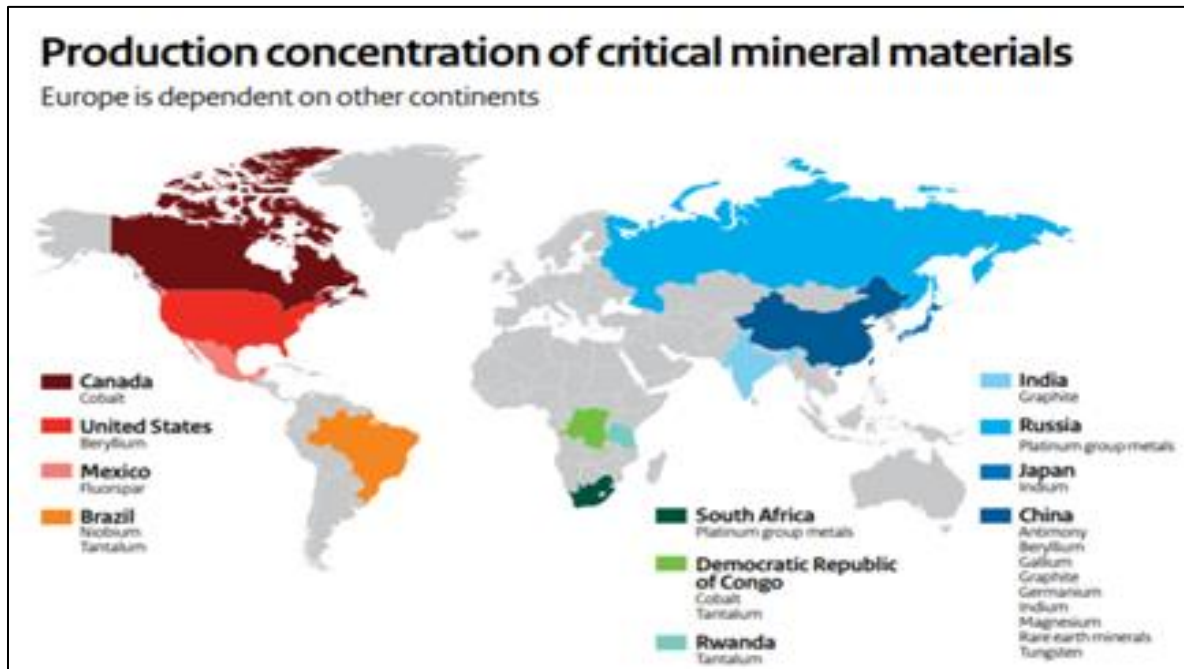 Production concentration of critical mineral materials
Europe is dependent on other continents
Canada
Cobalt
United States
Beryllium
Mexico
Fluorspar
Brazil
Niobium
Tantalum
South Africa
Platinum group metals
Democratic Republic
of Congo
Cobalt
Tantalum
Rwanda
Tantalum
India
Graphite
Russia
Platinum group metals
Japan
Indium
China
Antimony
Beryllium
Gallium
Graphite
Germanium
Indium
Magnesium
Rare earth minerals
Tungsten